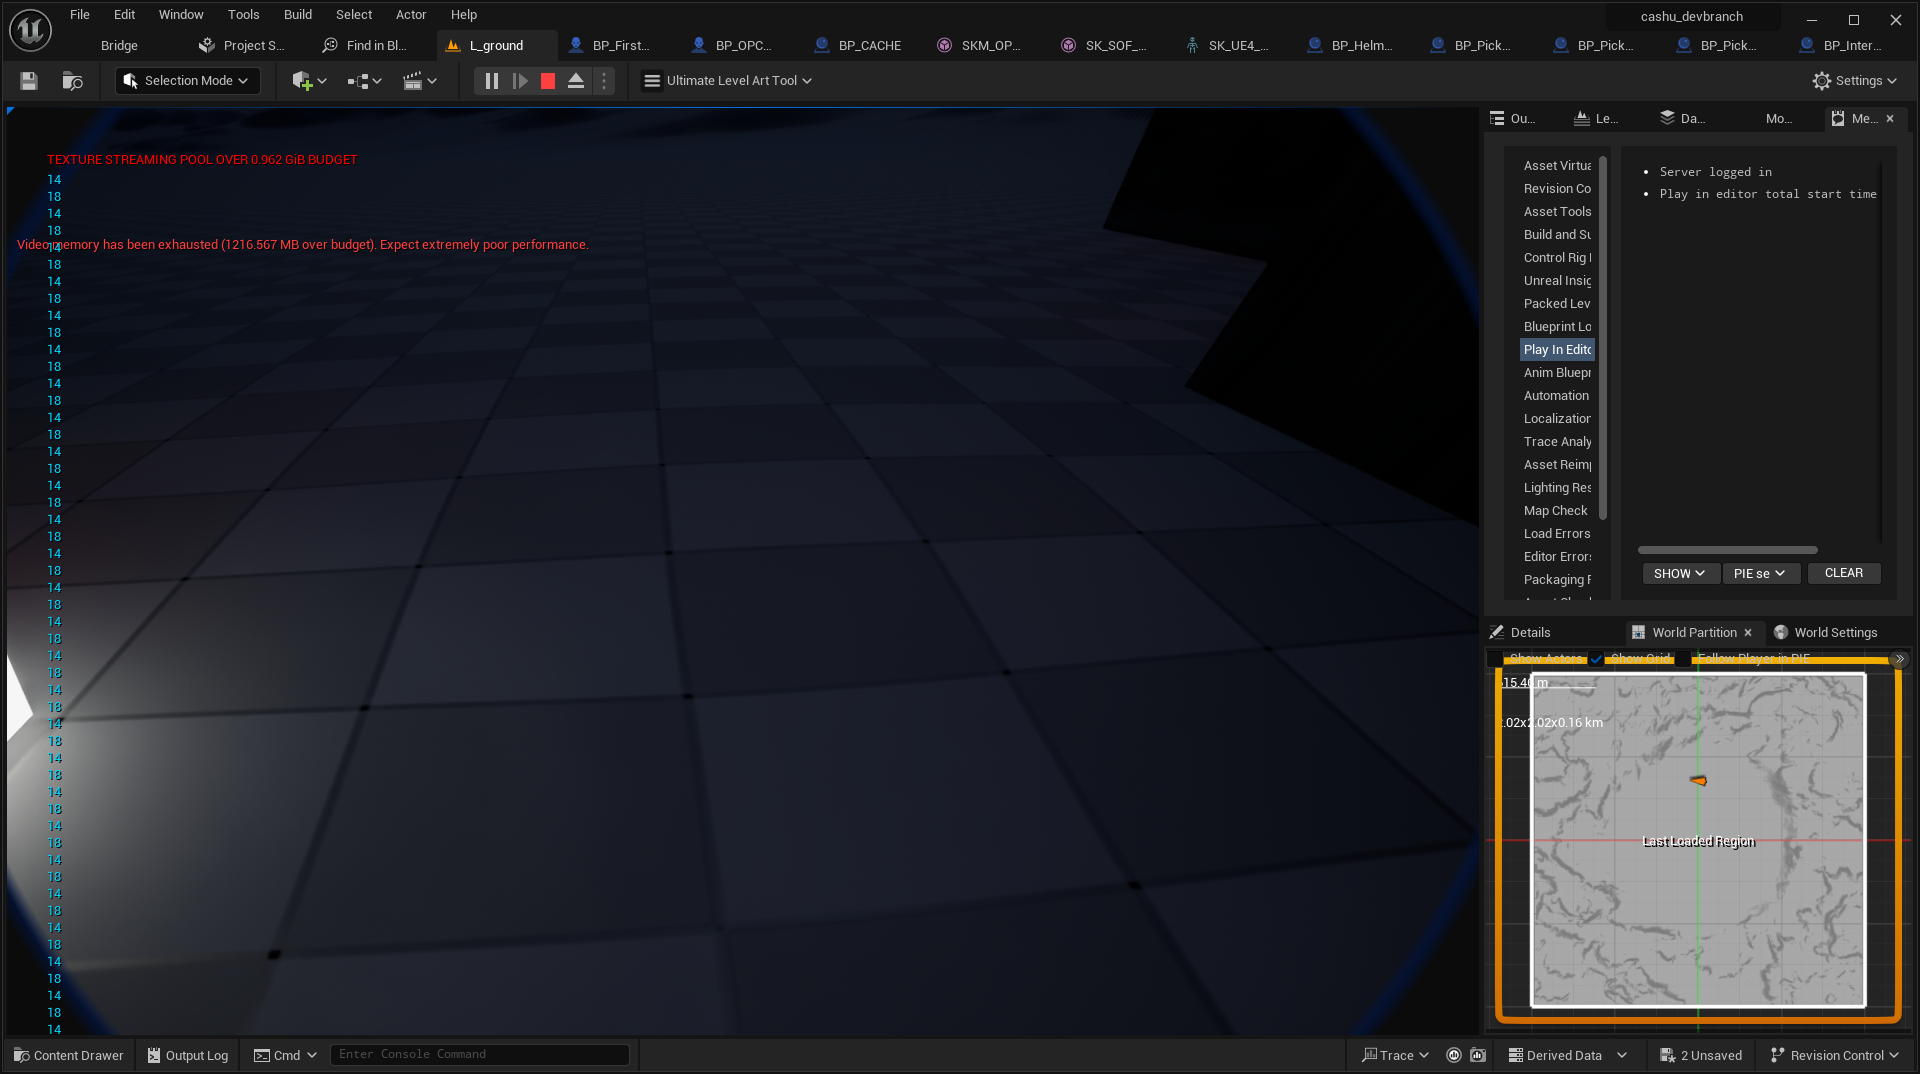 File Edit Window Tools Build Select Actor Help
cashu_devbranch
Bridge Project S... Find in Bl... L_ground BP_First... BP_OPC... BP_CACHE SKM_OP... SK_SOF_... SK_UE4_... BP_Helm... BP_Pick... BP_Pick... BP_Pick... BP_Inter...
Selection Mode Ultimate Level Art Tool Settings
Ou... Le... Da... Mo... Me...
TEXTURE STREAMING POOL OVER 0.962 GiB BUDGET
14
18
14
18
Video memory has been exhausted (1216.567 MB over budget). Expect extremely poor performance.
14
18
14
18
14
18
14
18
14
18
14
18
14
18
14
18
14
18
14
18
14
18
14
18
14
18
14
18
14
18
14
18
14
18
14
18
14
18
14
18
14
18
14
18
14
18
14
Asset Virtua
Revision Co
Asset Tools
Build and Su
Control Rig
Unreal Insig
Packed Lev
Blueprint Lo
Play In Edito
Anim Bluepr
Automation
Localization
Trace Analy
Asset Reimp
Lighting Res
Map Check
Load Errors
Editor Errors
Packaging
Server logged in
Play in editor total start time
SHOW PIE se CLEAR
Details World Partition World Settings
Show Actors Show Grid Follow Player in PIE
15.46 m
.02x2.02x0.16 km
Last Loaded Region
Content Drawer Output Log Cmd Enter Console Command Trace Derived Data 2 Unsaved Revision Control